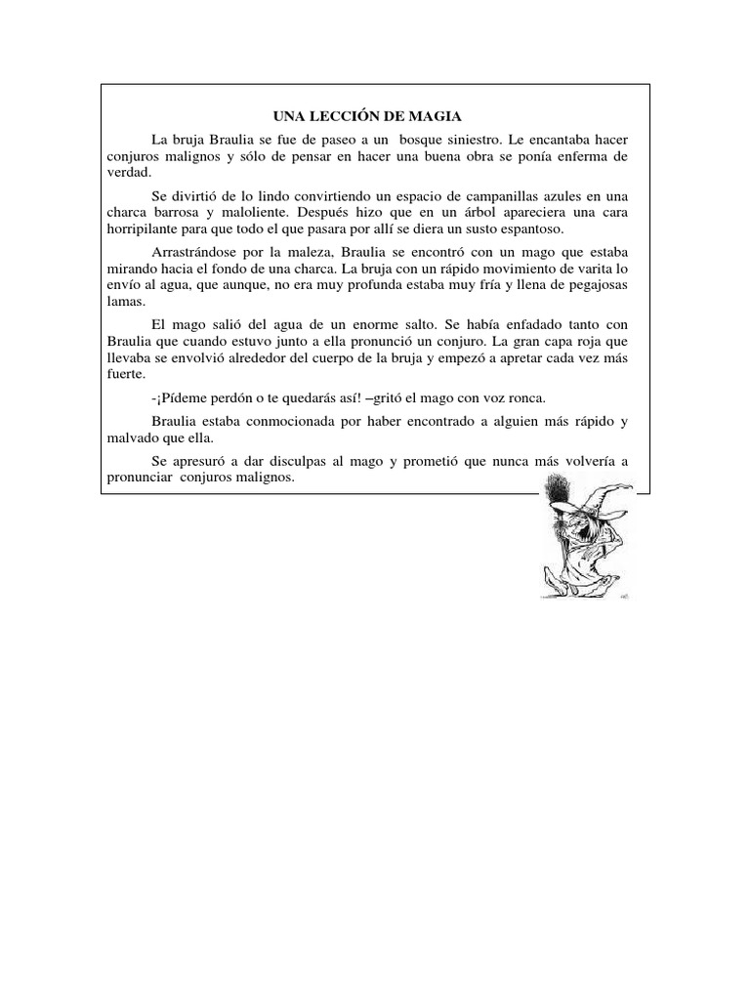 UNA LECCIÓN DE MAGIA
La bruja Braulia se fue de paseo a un bosque siniestro. Le encantaba hacer
conjuros malignos y sólo de pensar en hacer una buena obra se ponía enferma de
verdad.
Se divirtió de lo lindo convirtiendo un espacio de campanillas azules en una
charca barrosa y maloliente. Después hizo que en un árbol apareciera una cara
horripilante para que todo el que pasara por allí se diera un susto espantoso.
Arrastrándose por la maleza, Braulia se encontró con un mago que estaba
mirando hacia el fondo de una charca. La bruja con un rápido movimiento de varita lo
envío al agua, que aunque, no era muy profunda estaba muy fría y llena de pegajosas
lamas.
El mago salió del agua de un enorme salto. Se había enfadado tanto con
Braulia que cuando estuvo junto a ella pronunció un conjuro. La gran capa roja que
llevaba se envolvió alrededor del cuerpo de la bruja y empezó a apretar cada vez más
fuerte.
-¡Pídeme perdón o te quedarás así! –gritó el mago con voz ronca.
Braulia estaba conmocionada por haber encontrado a alguien más rápido y
malvado que ella.
Se apresuró a dar disculpas al mago y prometió que nunca más volvería a
pronunciar conjuros malignos.